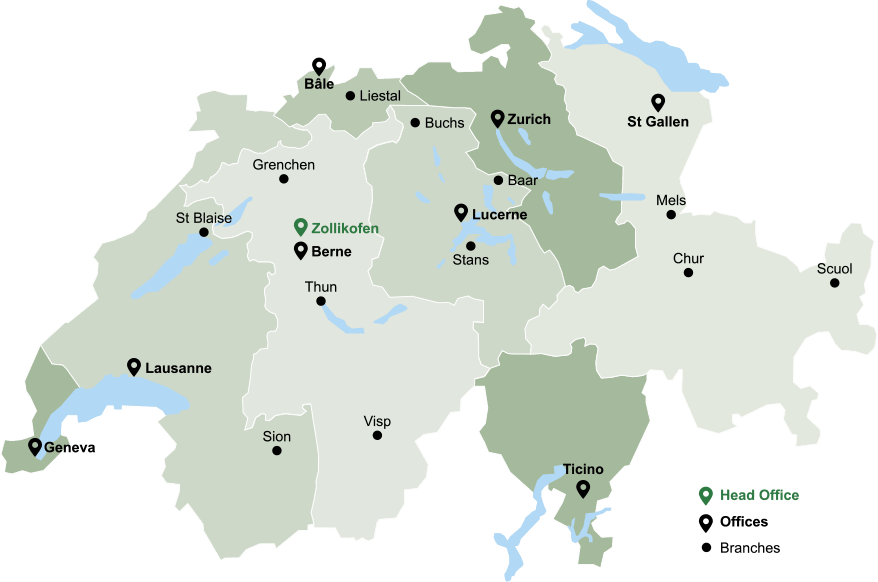 Bâle
Liestal
Buchs
Zurich
St Gallen
Grenchen
Baar
Mels
St Blaise
Lucerne
Zollikofen
Berne
Stans
Chur
Scuol
Thun
Lausanne
Visp
Sion
Geneva
Ticino
Head Office
Offices
Branches